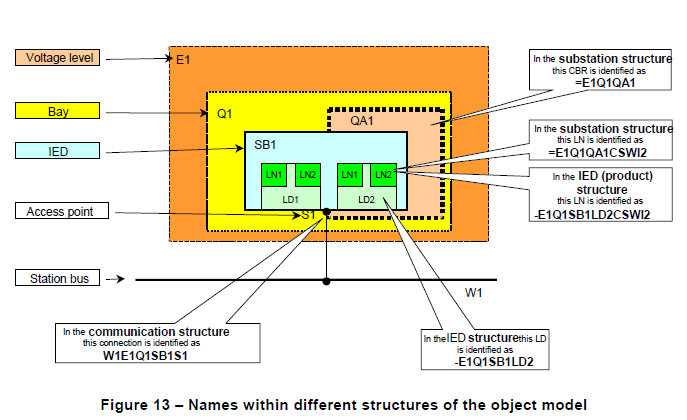 Voltage level
E1
In the substation structure
this CBR is identified as
=E1Q1QA1
Bay
Q1
QA1
In the substation structure
this LN is identified as
=E1Q1QA1CSWI2
IED
SB1
LN1 LN2 LN1 LN2
LD1 LD2
In the IED (product)
structure
this LN is identified as
-E1Q1SB1LD2CSWI2
Access point
S1
Station bus
W1
In the communication structure
this connection is identified as
W1E1Q1SB1S1
In the IED structure this LD
is identified as
-E1Q1SB1LD2
Figure 13 – Names within different structures of the object model